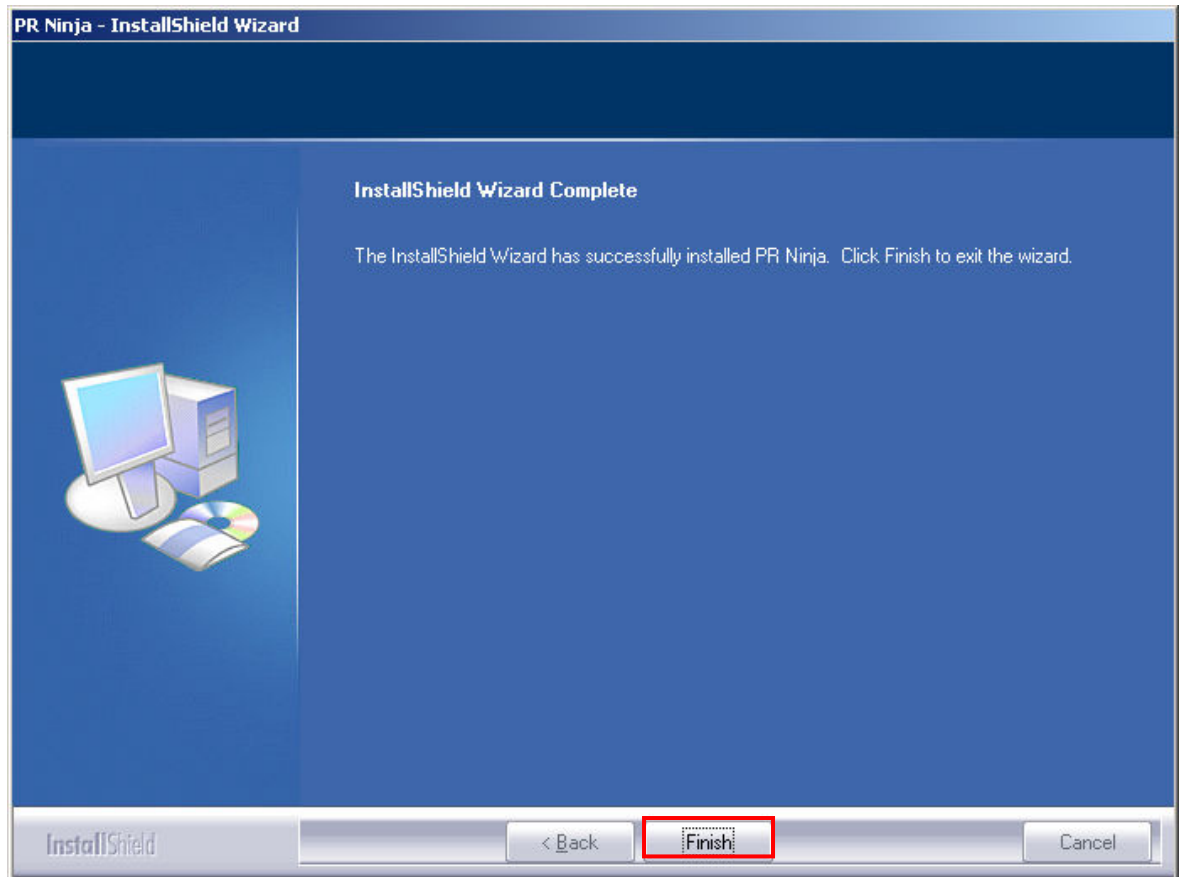 PR Ninja - InstallShield Wizard
InstallShield Wizard Complete
The InstallShield Wizard has successfully installed PR Ninja.  Click Finish to exit the wizard.
InstallShield
< Back
Finish
Cancel